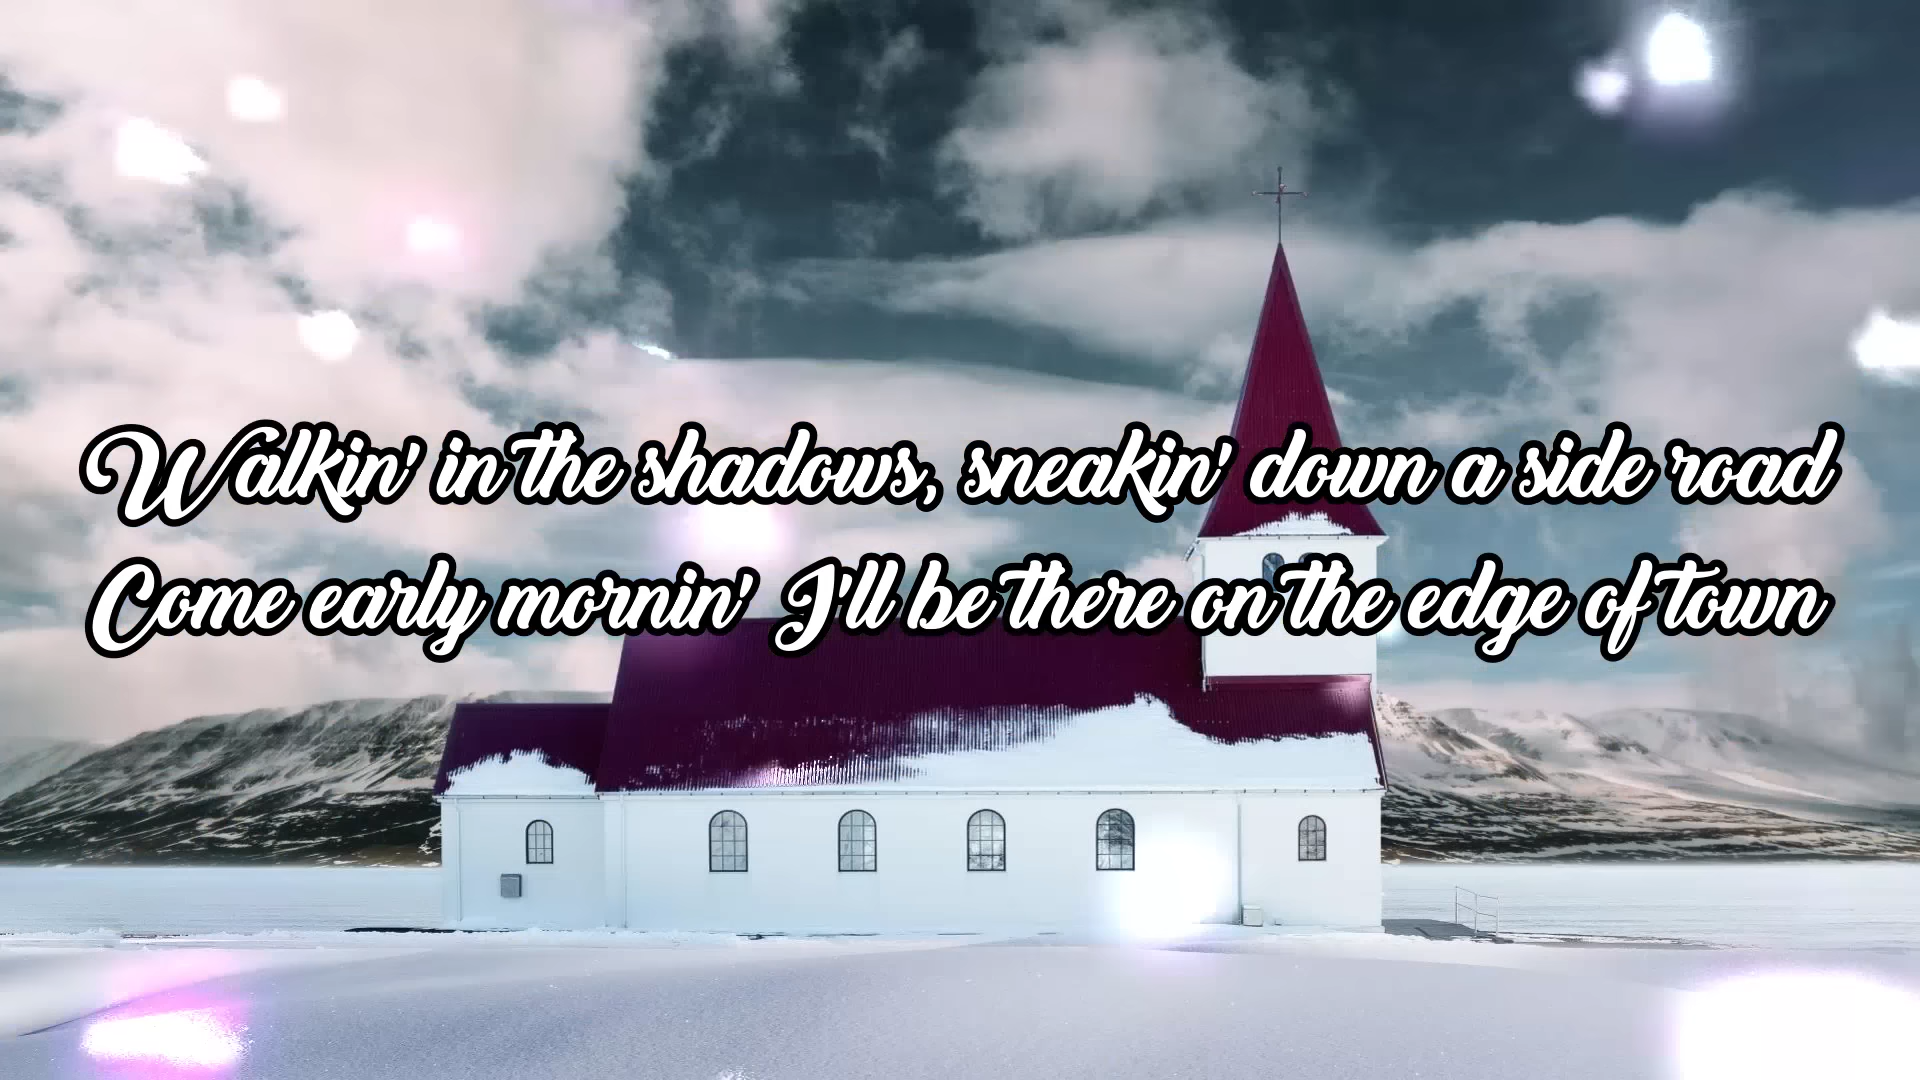 Walkin' in the shadows, sneakin' down a side road
Come early mornin' I'll be there on the edge of town